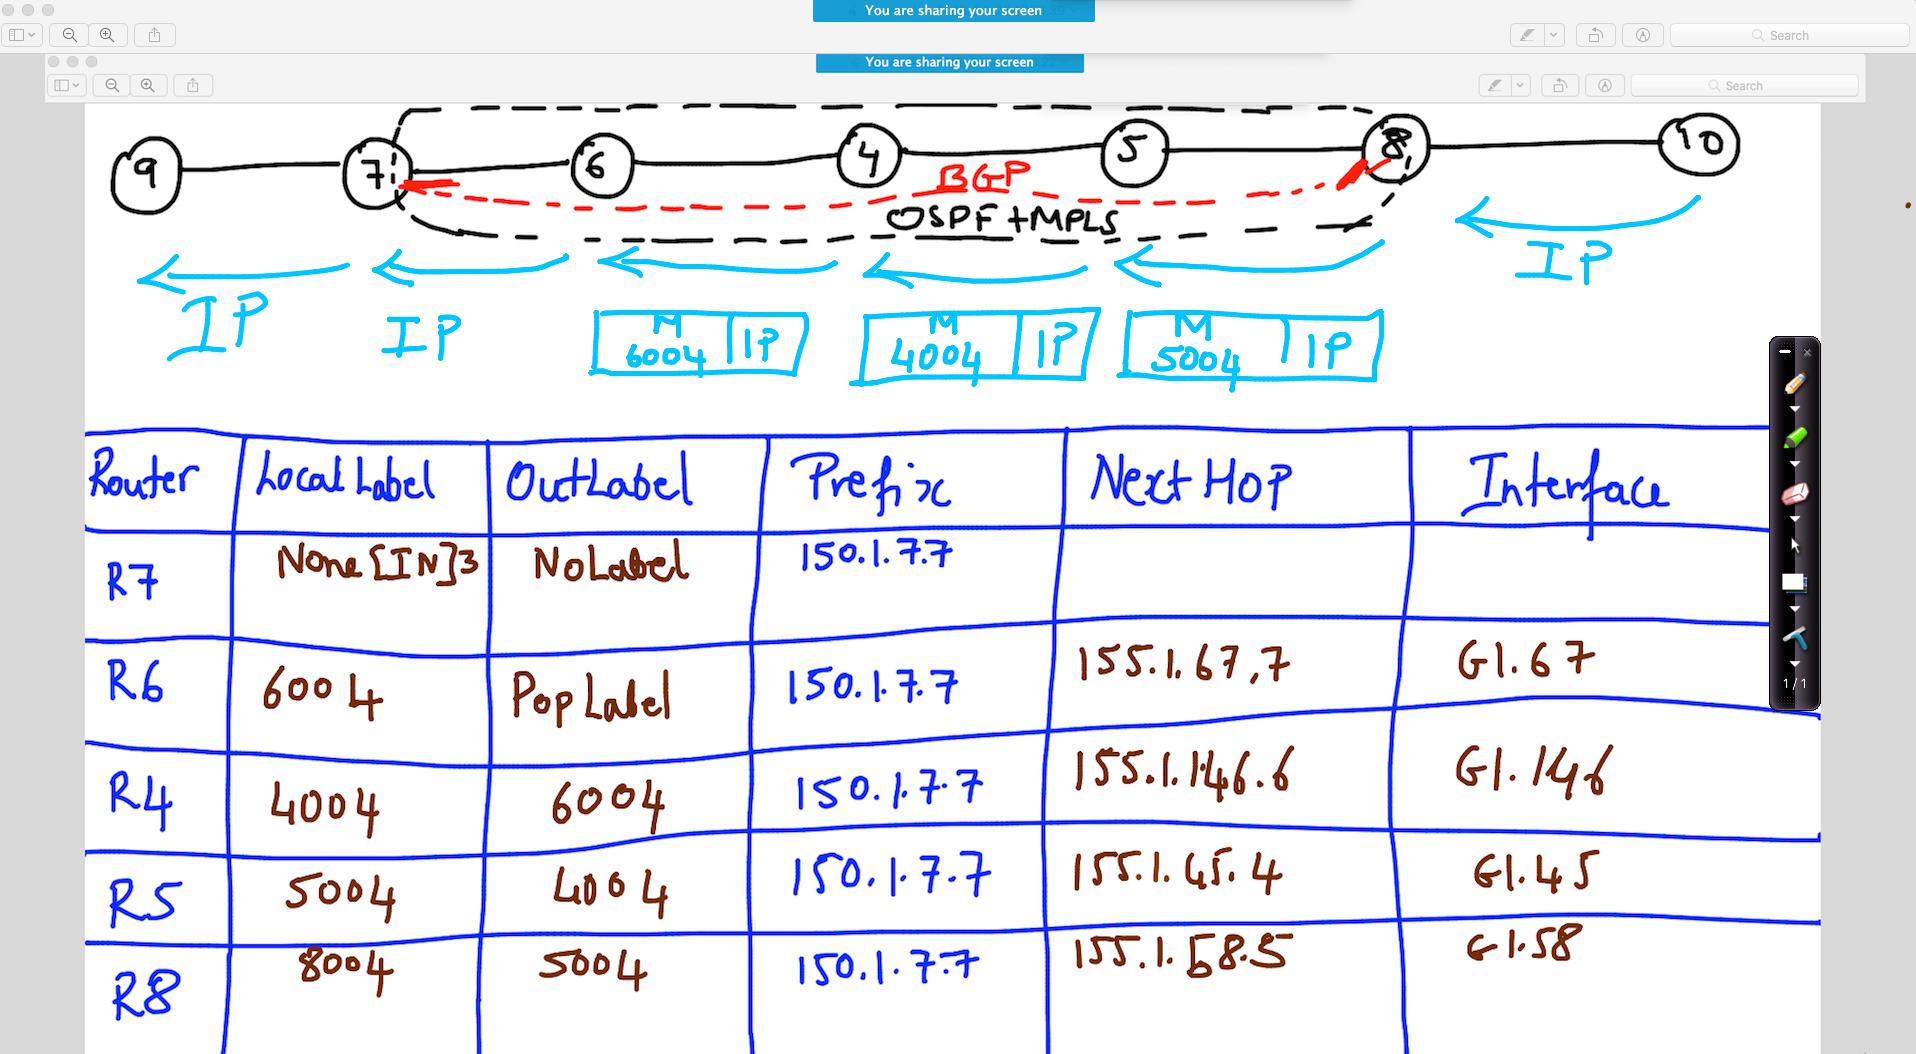 You are sharing your screen
Search
You are sharing your screen
Search
9 7 6 4 5 8 10
BGP
OSPF + MPLS
IP
IP IP
M 6004 | IP M 4004 | IP M 5004 | IP
Router Local Label Out Label Prefix Next Hop Interface
R7 None [IN]3 No Label 150.1.7.7
R6 6004 Pop Label 150.1.7.7 155.1.67.7 G1.67
R4 4004 6004 150.1.7.7 155.1.146.6 G1.146
R5 5004 4004 150.1.7.7 155.1.45.4 G1.45
R8 8004 5004 150.1.7.7 155.1.58.5 G1.58
1 / 1